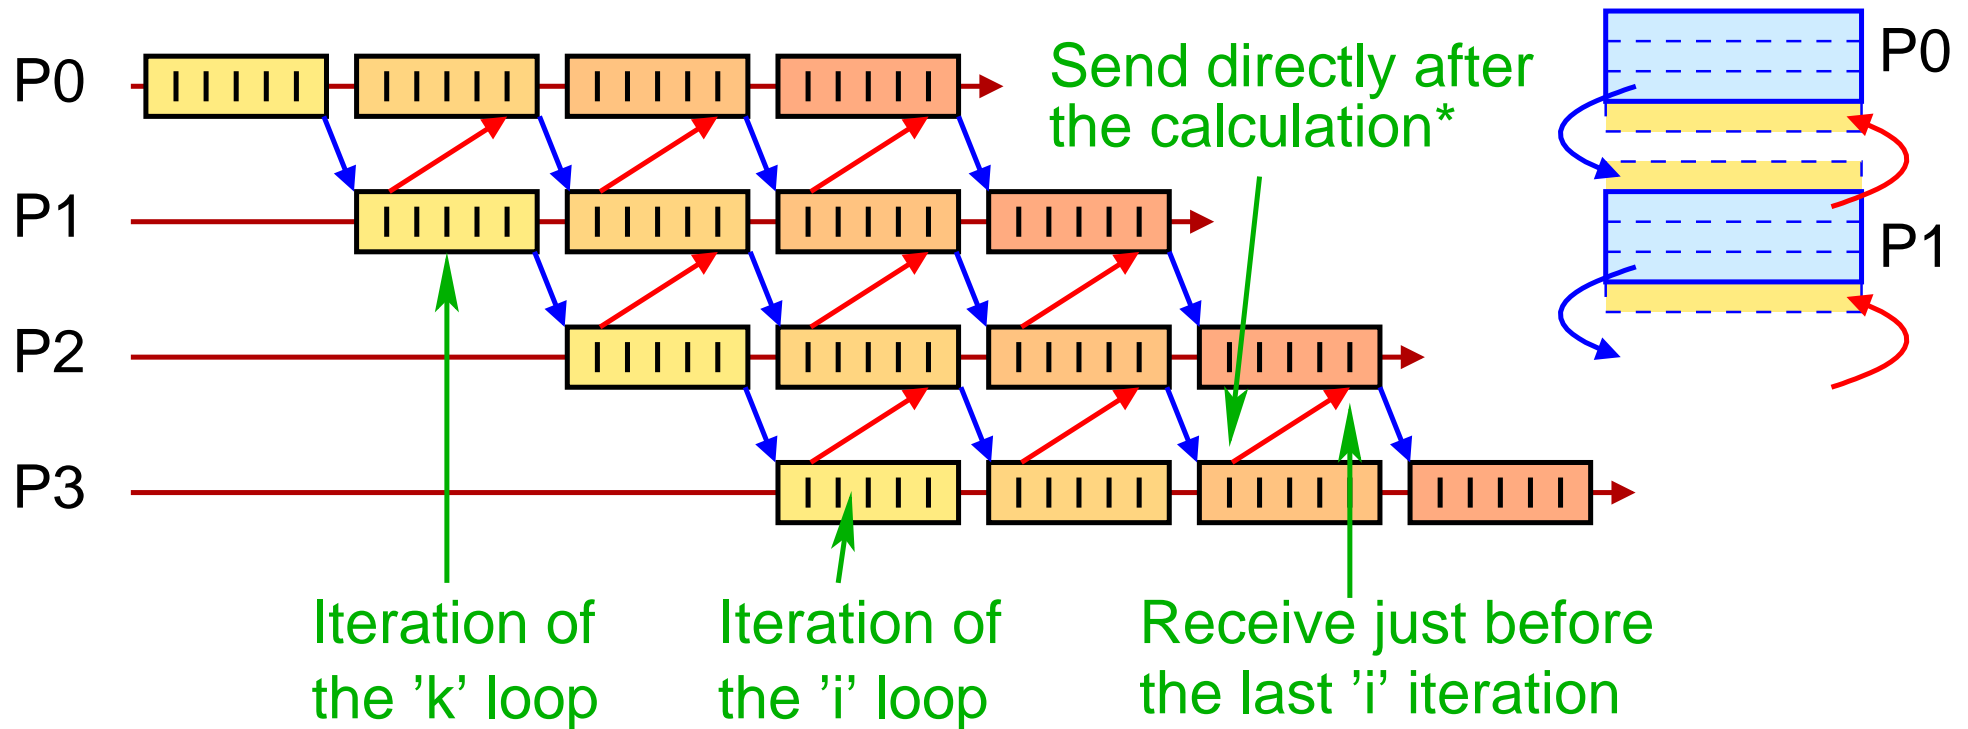 P0
P1
P2
P3
Send directly after
the calculation*
P0
P1
Iteration of
the ’k’ loop
Iteration of
the ’i’ loop
Receive just before
the last ’i’ iteration